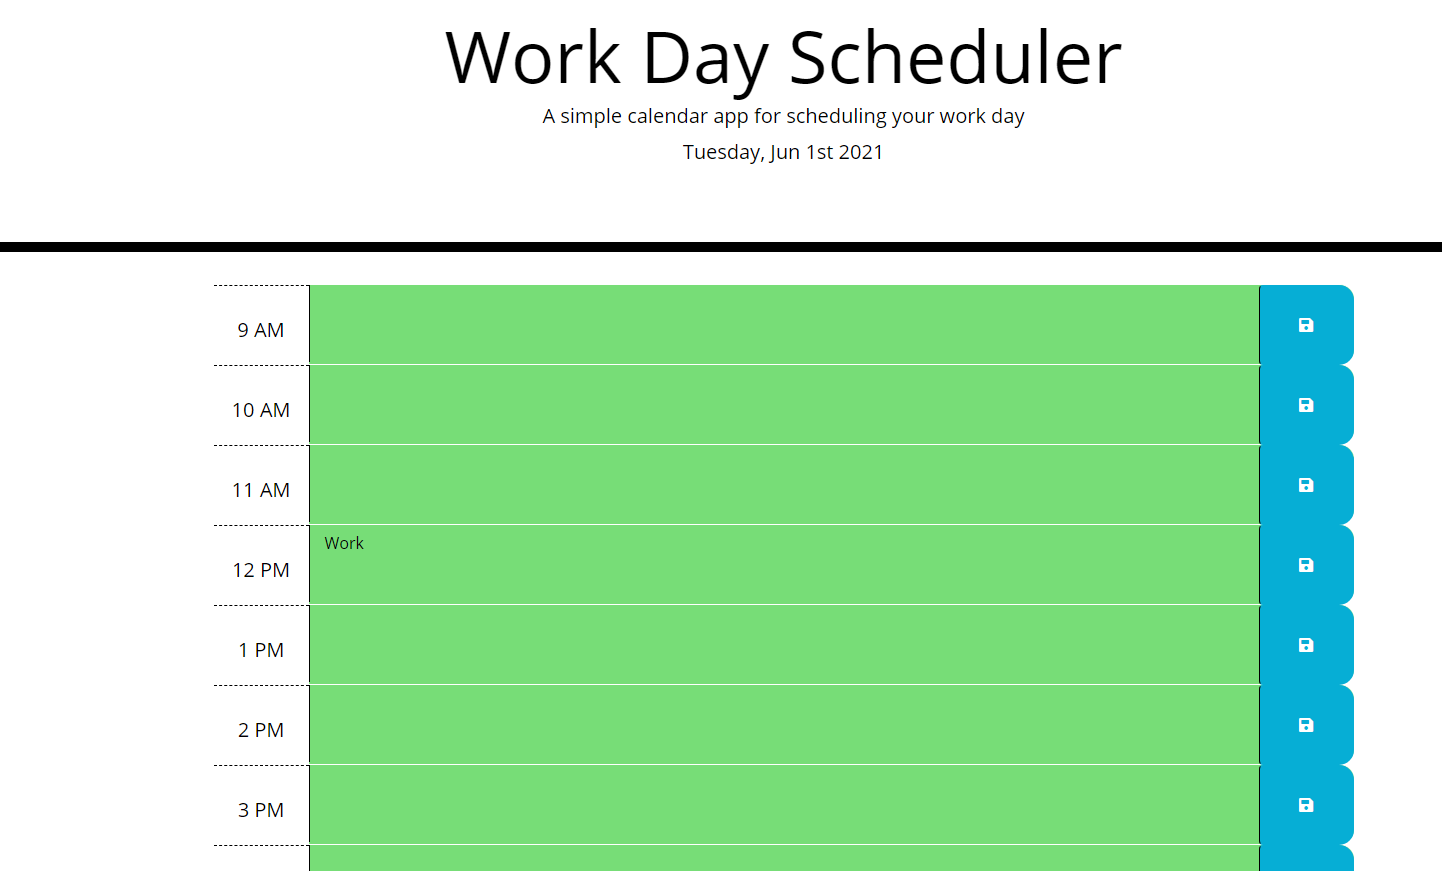 Work Day Scheduler
A simple calendar app for scheduling your work day
Tuesday, Jun 1st 2021
9 AM
10 AM
11 AM
Work
12 PM
1 PM
2 PM
3 PM